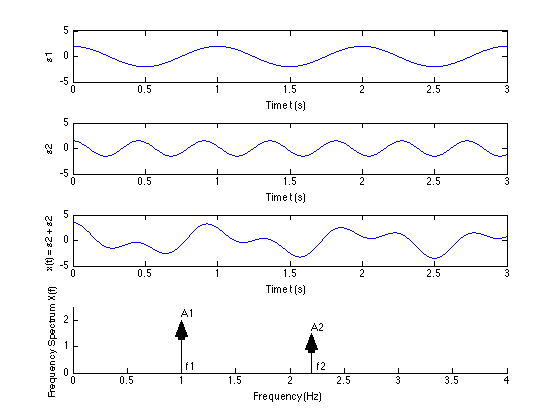 s1
5
0
-5
0 0.5 1 1.5 2 2.5 3
Time t (s)
s2
5
0
-5
0 0.5 1 1.5 2 2.5 3
Time t (s)
x(t) = s2 + s2
5
0
-5
0 0.5 1 1.5 2 2.5 3
Time t (s)
Frequency Spectrum X(f)
2
1
0
A1
A2
f1
f2
0 0.5 1 1.5 2 2.5 3 3.5 4
Frequency (Hz)